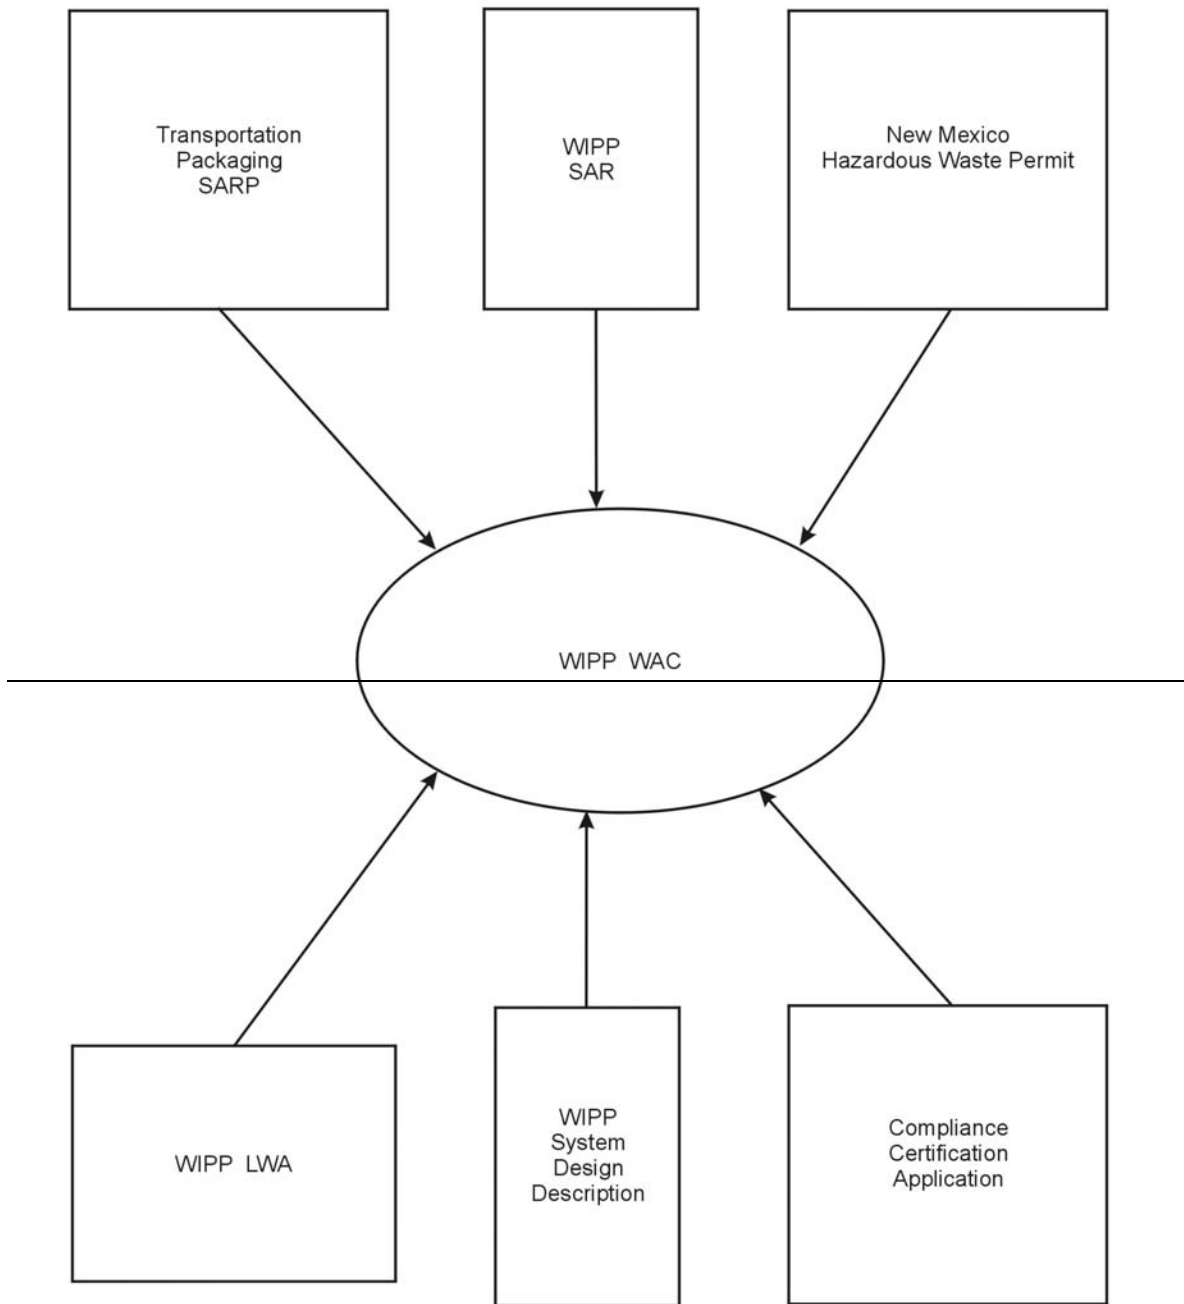 Transportation
Packaging
SARP
WIPP
SAR
New Mexico
Hazardous Waste Permit
WIPP WAC
WIPP LWA
WIPP
System
Design
Description
Compliance
Certification
Application